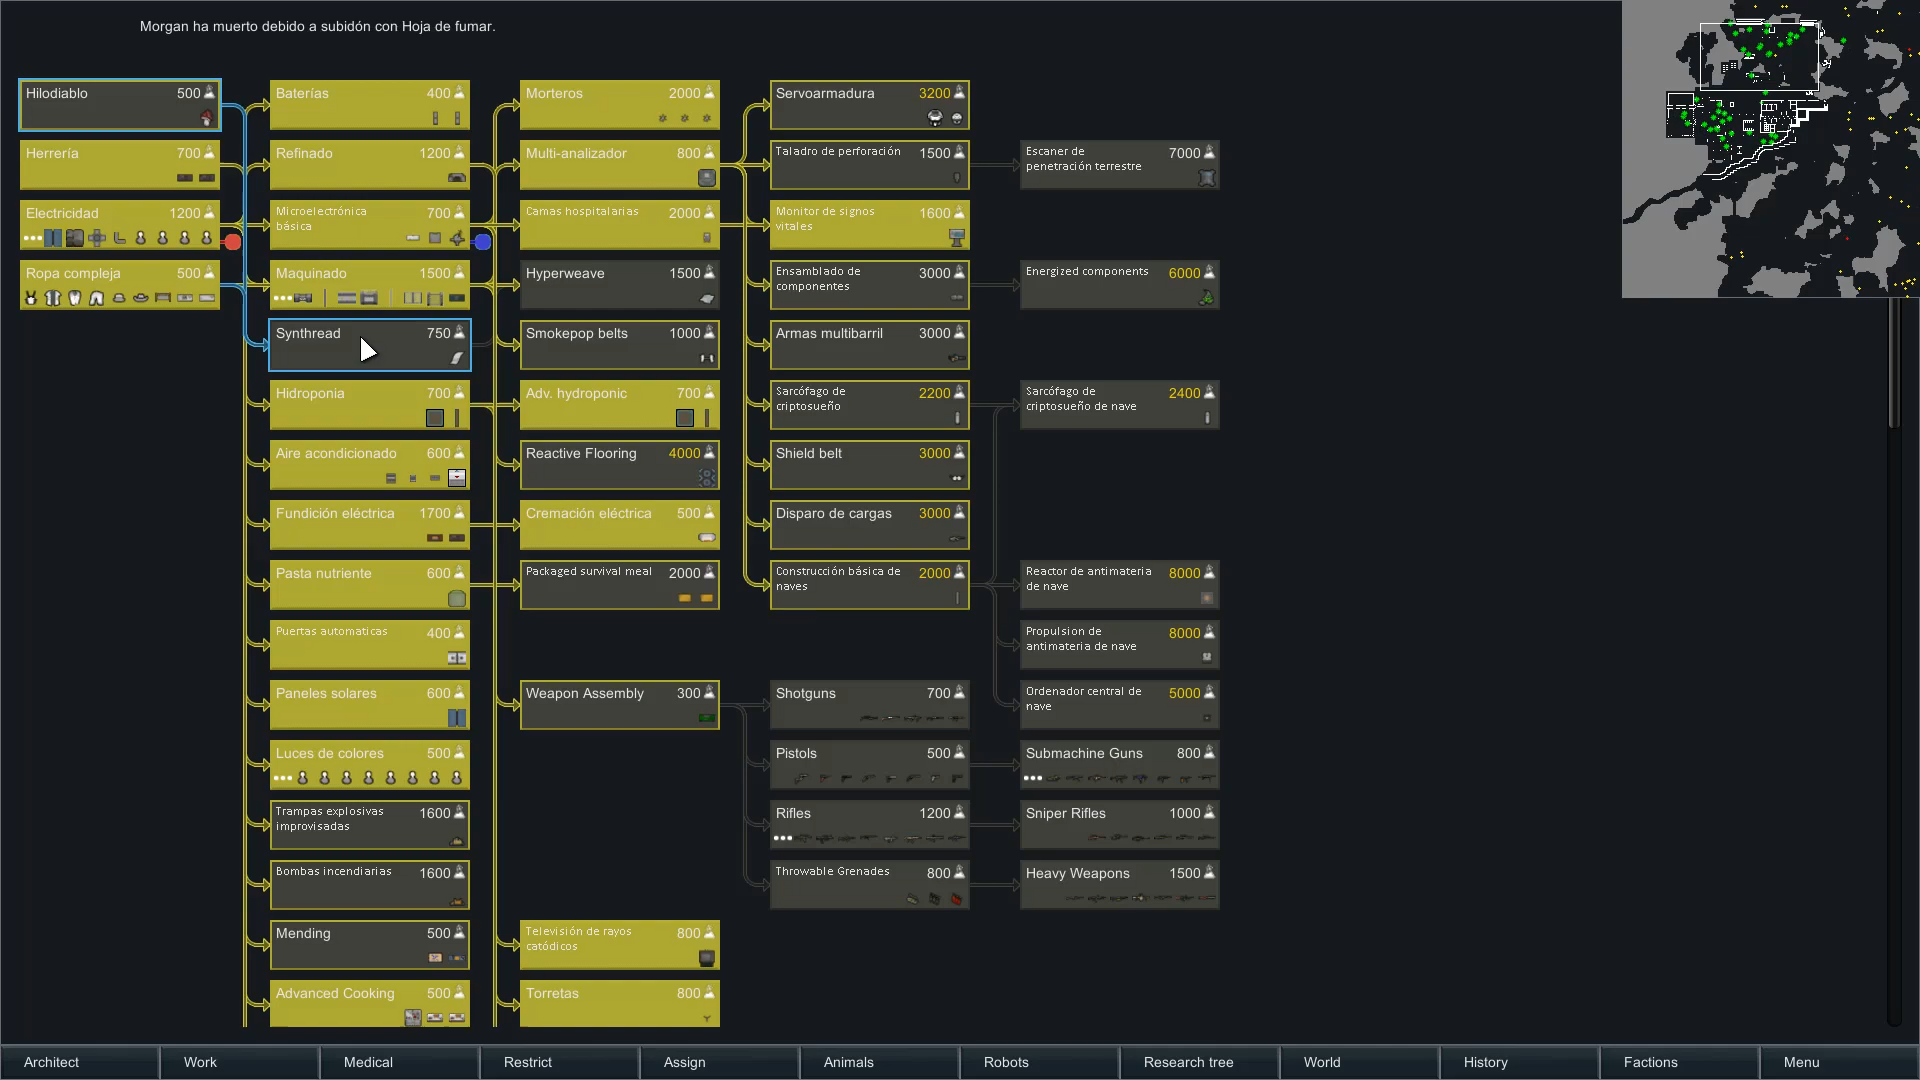 Morgan ha muerto debido a subidón con Hoja de fumar.
Hilodiablo 500
Baterías 400
Morteros 2000
Servoarmadura 3200
Herrería 700
Refinado 1200
Multi-analizador 800
Taladro de perforación 1500
Escaner de penetración terrestre 7000
Electricidad 1200
Microelectrónica básica 700
Camas hospitalarias 2000
Monitor de signos vitales 1600
Ropa compleja 500
Maquinado 1500
Hyperweave 1500
Ensamblado de componentes 3000
Energized components 6000
Synthread 750
Smokepop belts 1000
Armas multibarril 3000
Hidroponia 700
Adv. hydroponic 700
Sarcófago de criptosueño 2200
Sarcófago de criptosueño de nave 2400
Aire acondicionado 600
Reactive Flooring 4000
Shield belt 3000
Fundición eléctrica 1700
Cremación eléctrica 500
Disparo de cargas 3000
Pasta nutriente 600
Packaged survival meal 2000
Construcción básica de naves 2000
Reactor de antimateria de nave 8000
Puertas automaticas 400
Propulsion de antimateria de nave 8000
Paneles solares 600
Weapon Assembly 300
Shotguns 700
Ordenador central de nave 5000
Luces de colores 500
Pistols 500
Submachine Guns 800
Trampas explosivas improvisadas 1600
Rifles 1200
Sniper Rifles 1000
Bombas incendiarias 1600
Throwable Grenades 800
Heavy Weapons 1500
Mending 500
Televisión de rayos catódicos 800
Advanced Cooking 500
Torretas 800
Architect Work Medical Restrict Assign Animals Robots Research tree World History Factions Menu